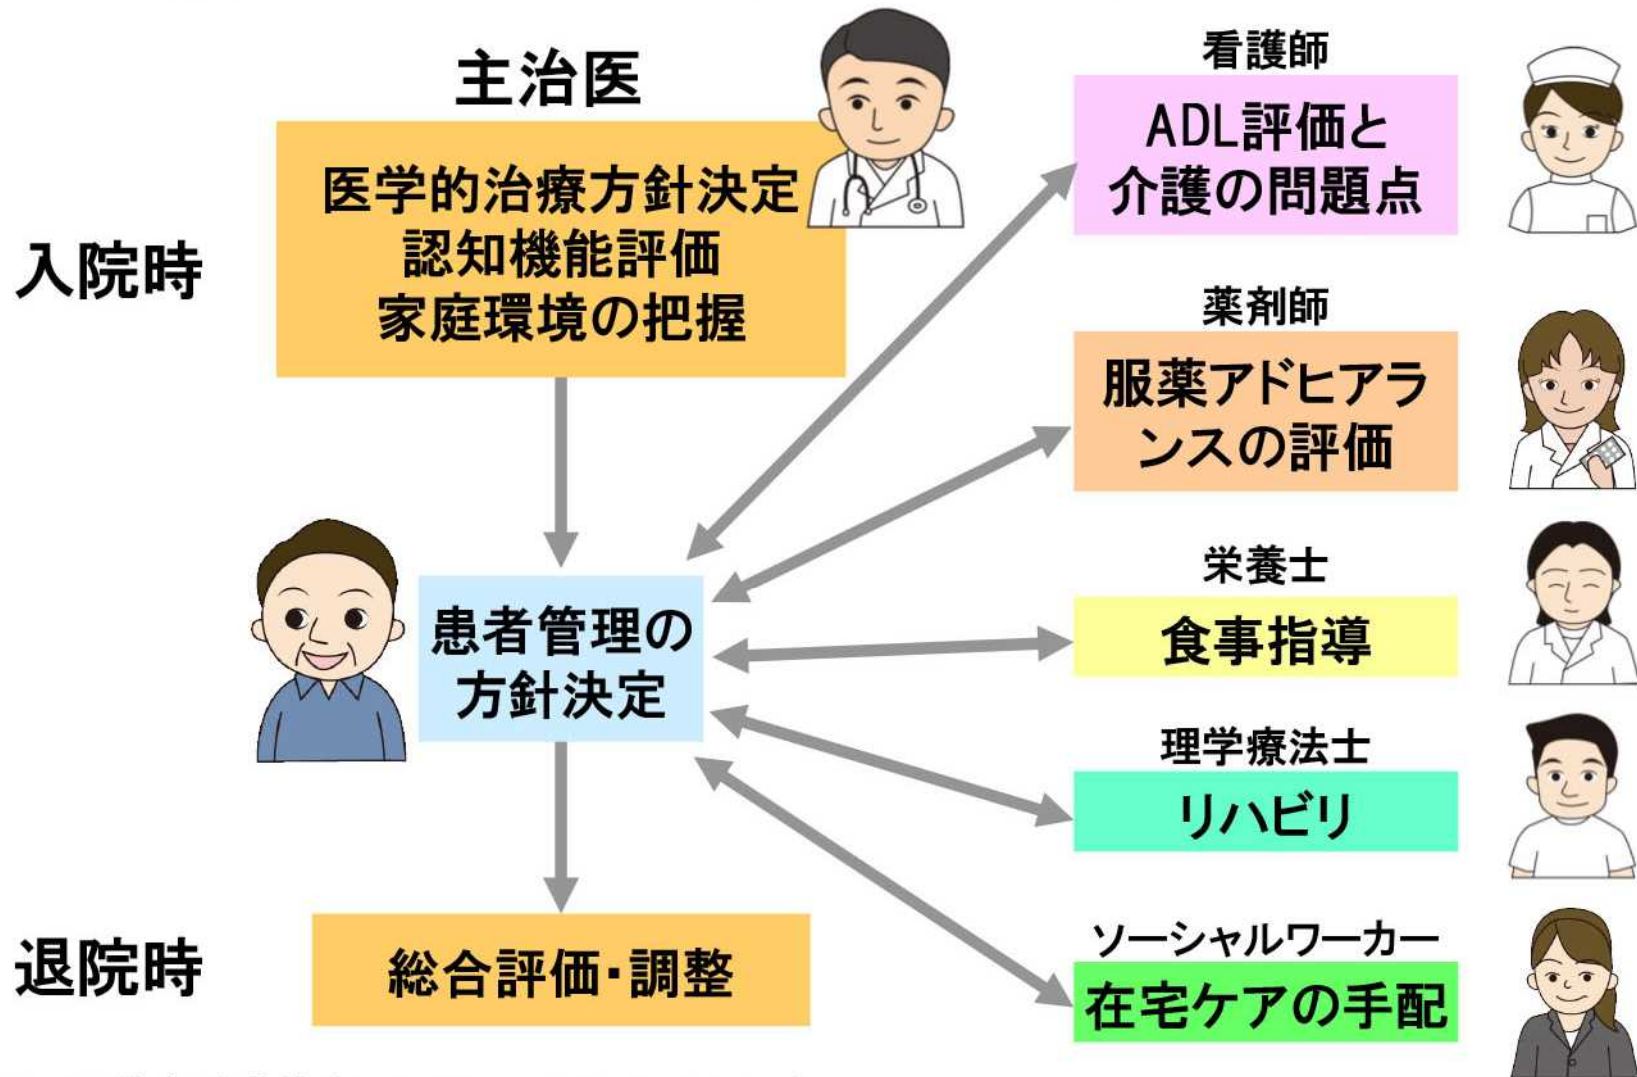 主治医
医学的治療方針決定
認知機能評価
家庭環境の把握
入院時
看護師
ADL評価と
介護の問題点
薬剤師
服薬アドヒアラ
ンスの評価
栄養士
食事指導
患者管理の
方針決定
理学療法士
リハビリ
ソーシャルワーカー
在宅ケアの手配
退院時
総合評価・調整